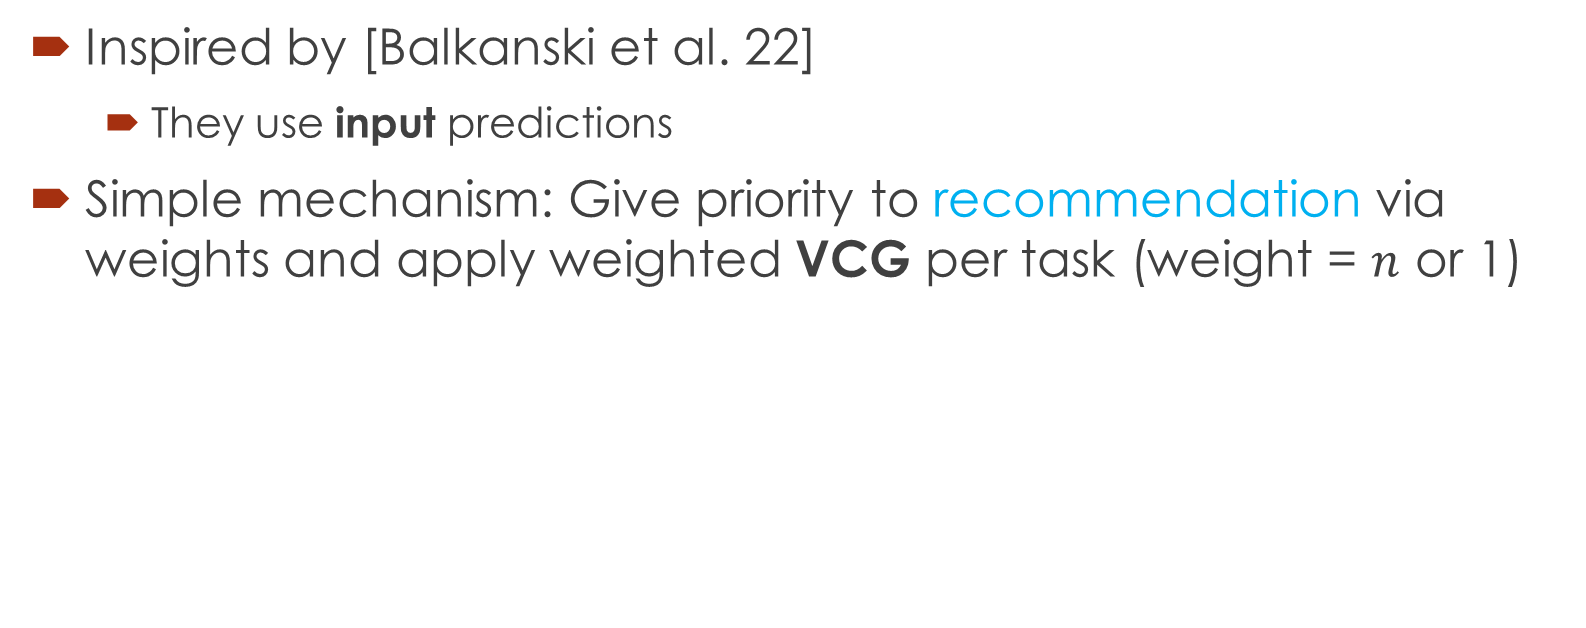 Inspired by [Balkanski et al. 22]
They use input predictions
Simple mechanism: Give priority to recommendation via
weights and apply weighted VCG per task (weight = n or 1)